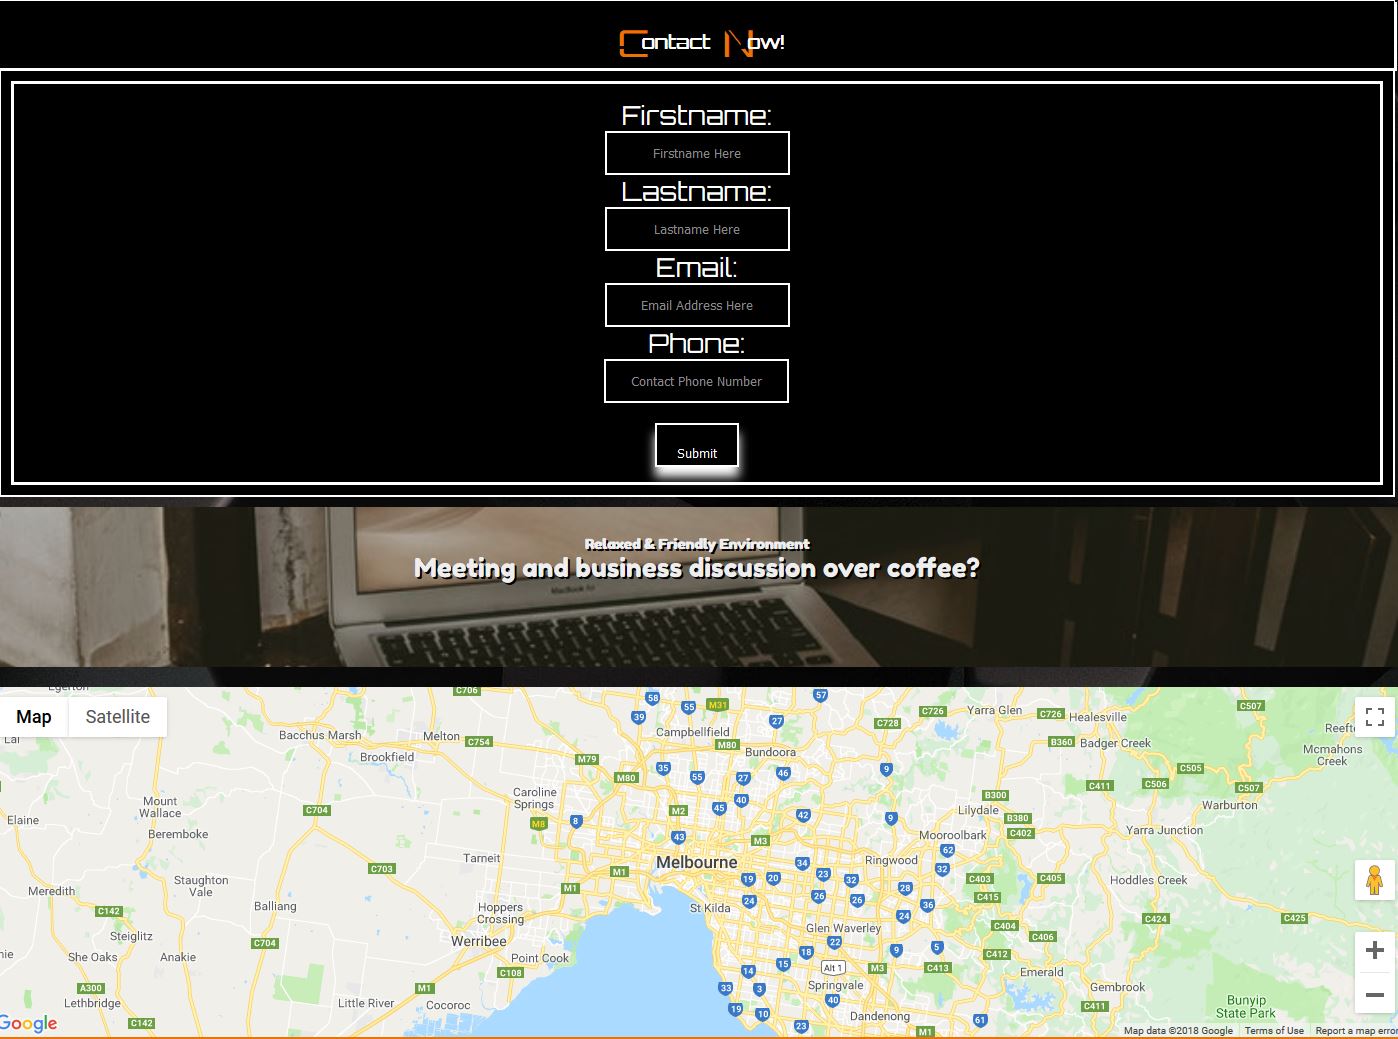 Contact Now!
Firstname:
Firstname Here
Lastname:
Lastname Here
Email:
Email Address Here
Phone:
Contact Phone Number
Submit
Relaxed & Friendly Environment
Meeting and business discussion over coffee?
MacBook Air
Egerton
C706
58
55
M31
57
Map
Satellite
39
27
C728
C726
Yarra Glen
C726
Healesville
C507
Lal
Bacchus Marsh
Melton
C754
Campbellfield
M80
Bundoora
B360
Badger Creek
Mcmahons
Creek
Brookfield
M79
M80
35
55
27
46
9
C505
C411
C506
C507
Caroline
Springs
Mount
Wallace
C704
M8
8
M2
45
40
42
9
B300
Lilydale
B380
C402
Warburton
Elaine
Beremboke
43
M3
Mooroolbark
Yarra Junction
62
Tarneit
Melbourne
Ringwood
C703
M1
34
32
Staughton
Vale
M1
19
20
23
32
28
C403
C405
Hoddles Creek
Meredith
C142
Balliang
Hoppers
Crossing
St Kilda
24
26
26
36
24
C415
C424
C425
Steiglitz
C704
Werribee
Glen Waverley
22
C404
C406
She Oaks
Anakie
Point Cook
18
9
5
C412
C108
14
15
Alt 1
M3
C413
Emerald
A300
M1
33
3
Springvale
Gembrook
Lethbridge
Little River
Cocoroc
19
10
40
C411
Bunyip
State Park
Google
C142
23
Dandenong
61
M1
Map data ©2018 Google
Terms of Use
Report a map error